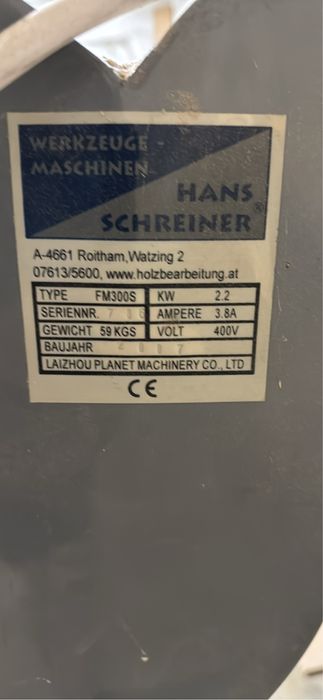 WERKZEUGE -
MASCHINEN
HANS
SCHREINER®
A-4661 Roitham,Watzing 2
07613/5600, www.holzbearbeitung.at
TYPE FM300S KW 2.2
SERIENNR. AMPERE 3.8A
GEWICHT 59 KGS VOLT 400V
BAUJAHR 2007
LAIZHOU PLANET MACHINERY CO., LTD
CE